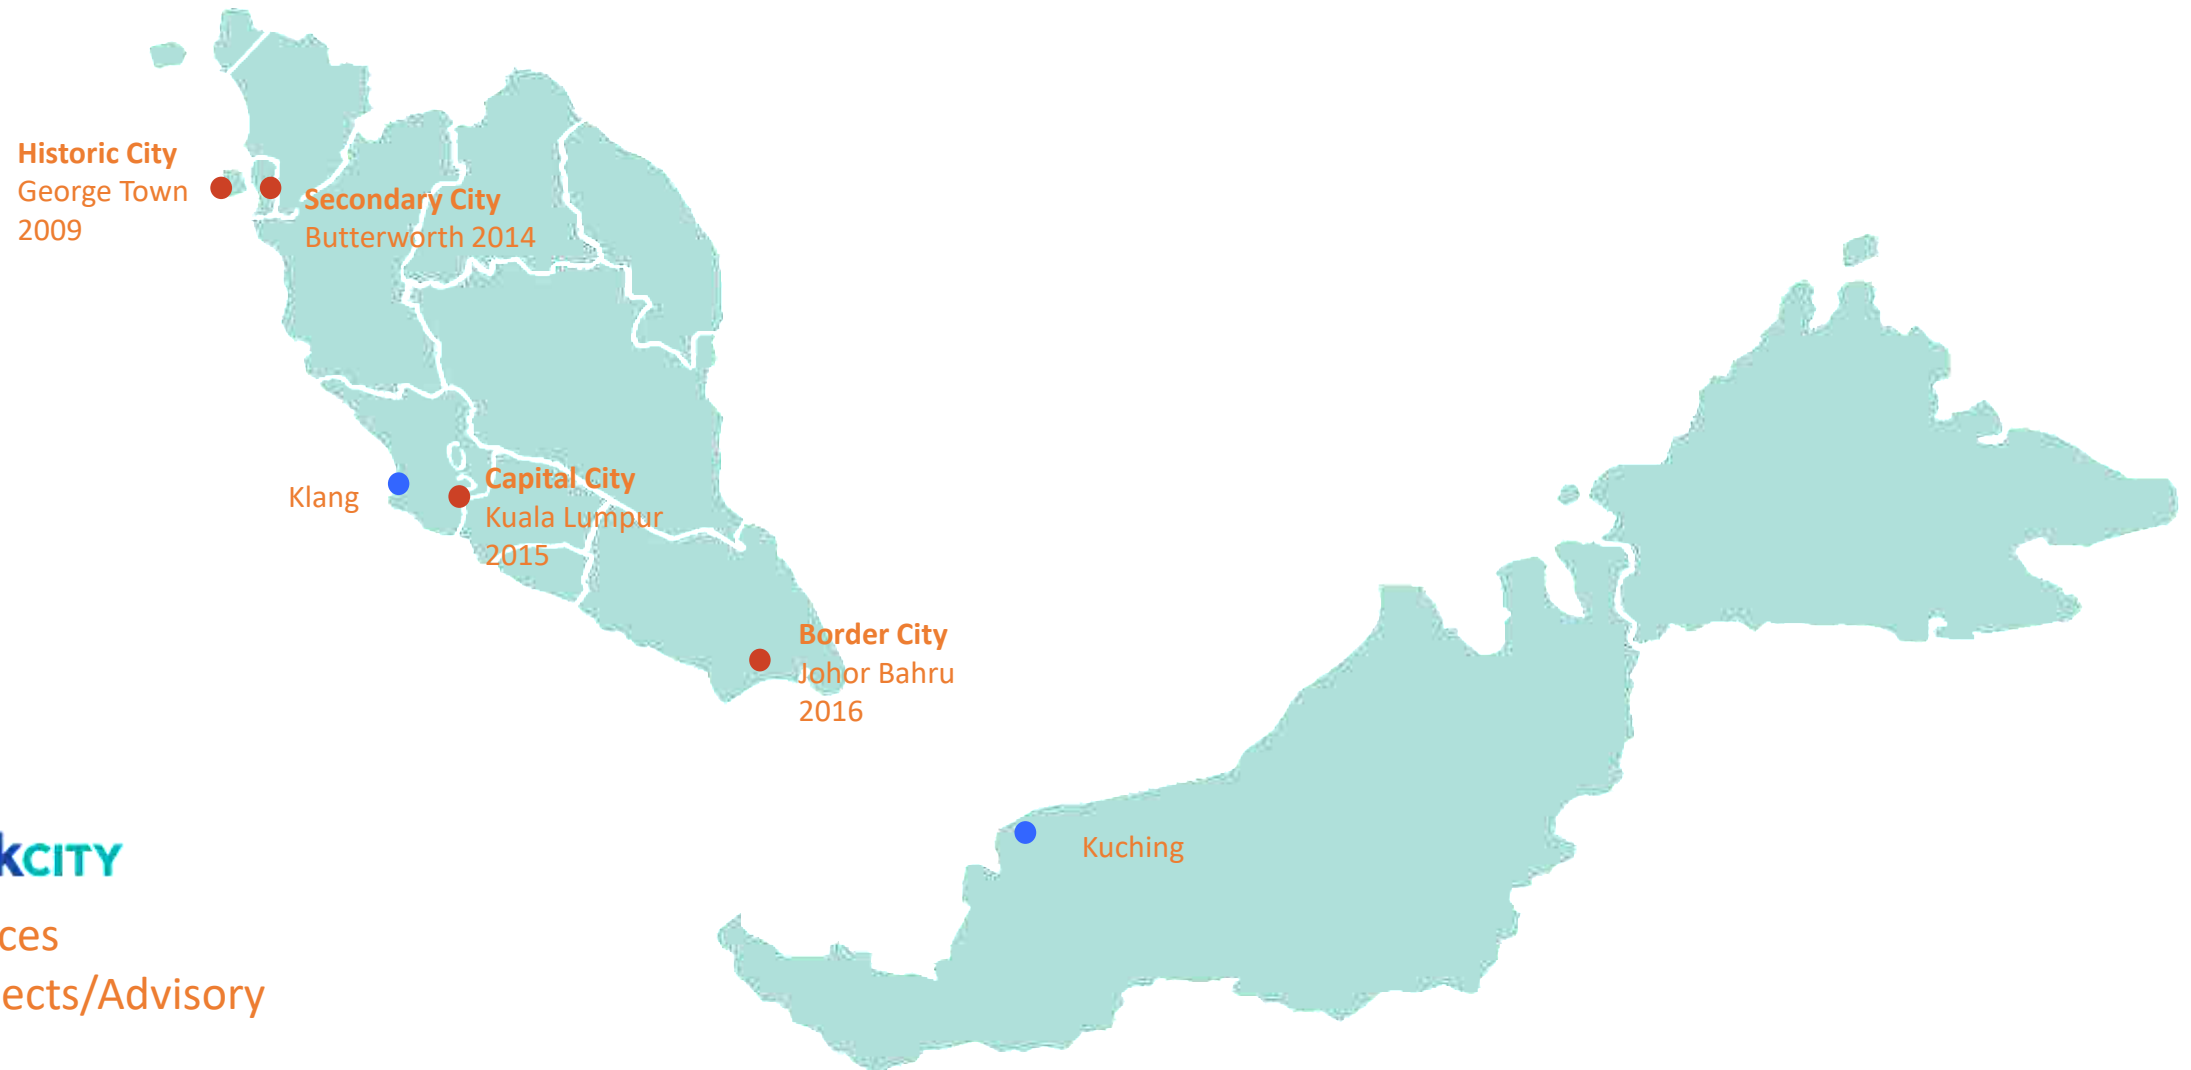 Historic City
George Town
2009
Secondary City
Butterworth 2014
Klang
Capital City
Kuala Lumpur
2015
Border City
Johor Bahru
2016
Kuching
kCITY
ces
ects/Advisory